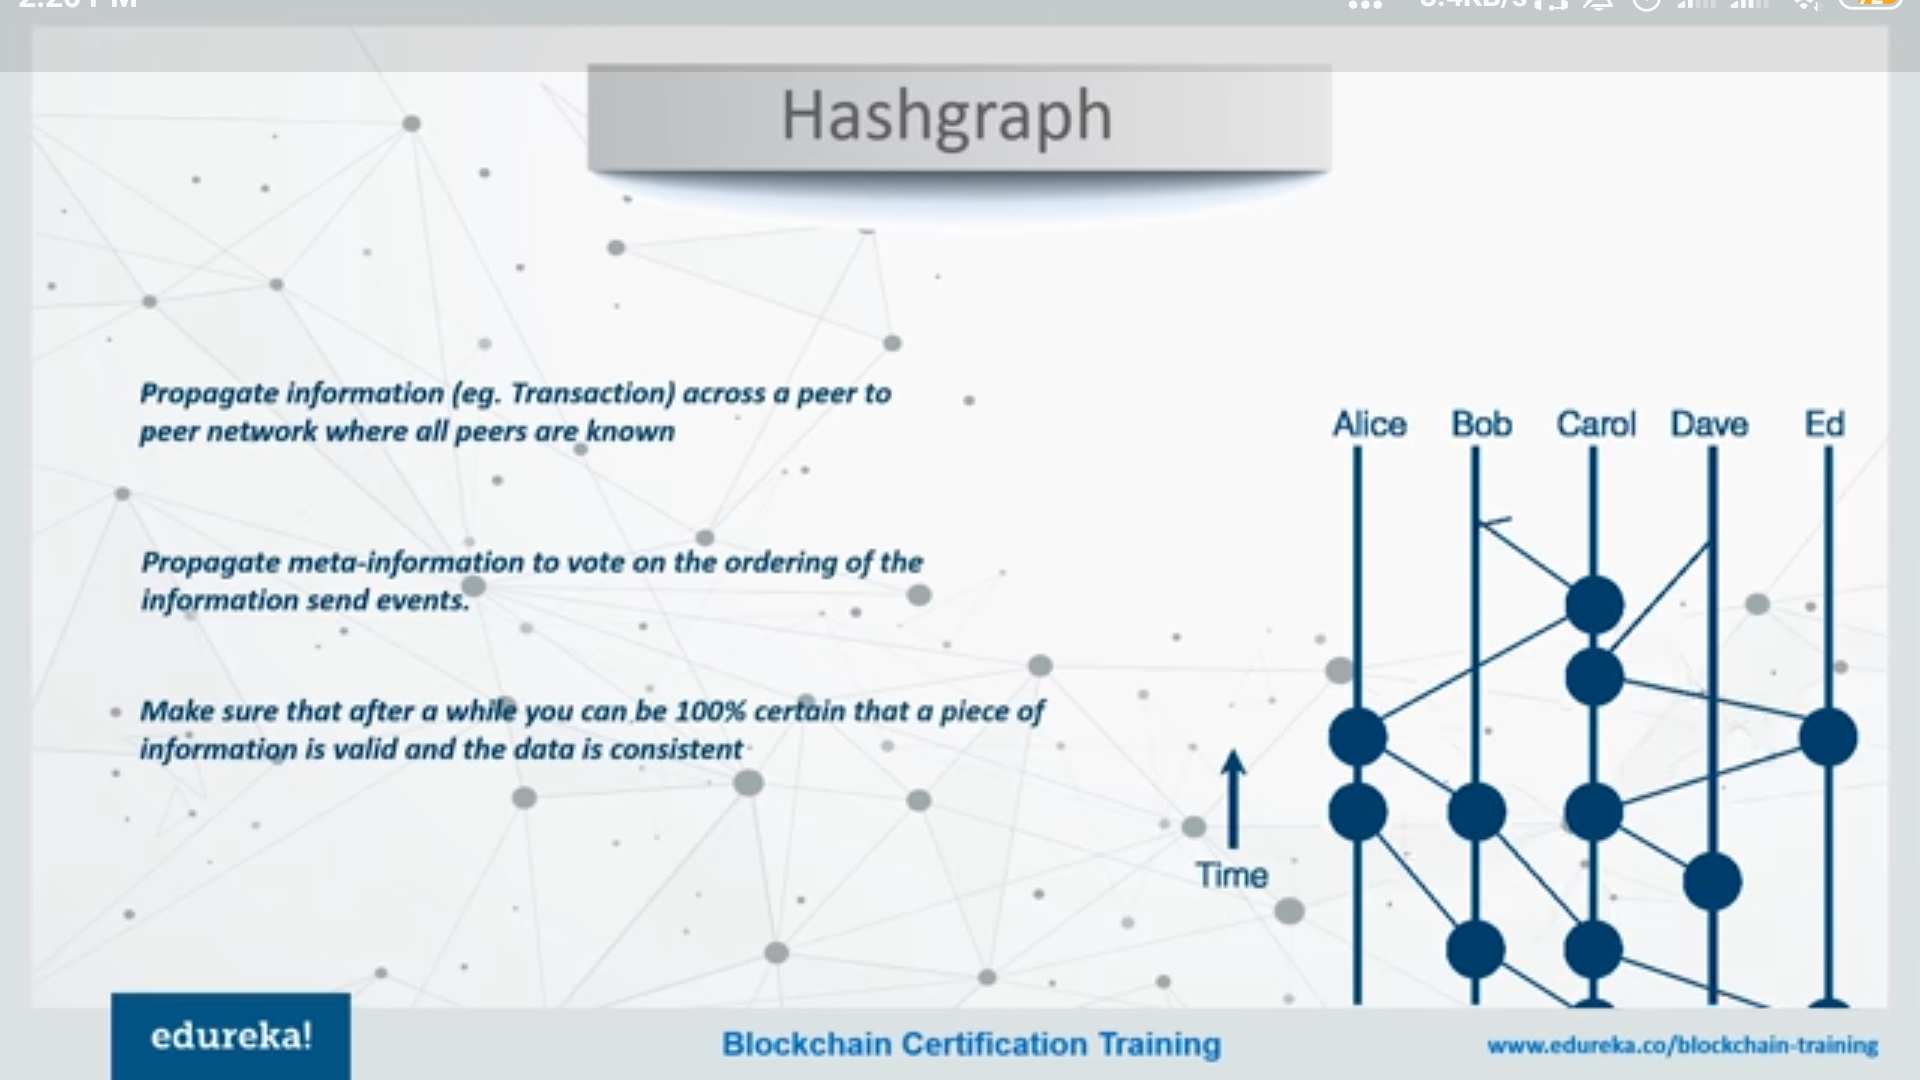 Hashgraph
Propagate information (eg. Transaction) across a peer to
peer network where all peers are known
Propagate meta-information to vote on the ordering of the
information send events.
Make sure that after a while you can be 100% certain that a piece of
information is valid and the data is consistent
Alice Bob Carol Dave Ed
Time
edureka!
Blockchain Certification Training
www.edureka.co/blockchain-training